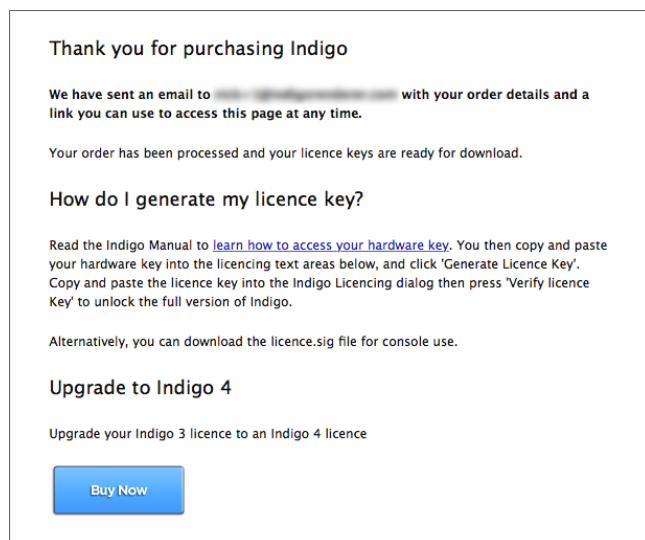 Thank you for purchasing Indigo
We have sent an email to with your order details and a
link you can use to access this page at any time.
Your order has been processed and your licence keys are ready for download.
How do I generate my licence key?
Read the Indigo Manual to learn how to access your hardware key. You then copy and paste
your hardware key into the licencing text areas below, and click 'Generate Licence Key'.
Copy and paste the licence key into the Indigo Licencing dialog then press 'Verify licence
Key' to unlock the full version of Indigo.
Alternatively, you can download the licence.sig file for console use.
Upgrade to Indigo 4
Upgrade your Indigo 3 licence to an Indigo 4 licence
Buy Now